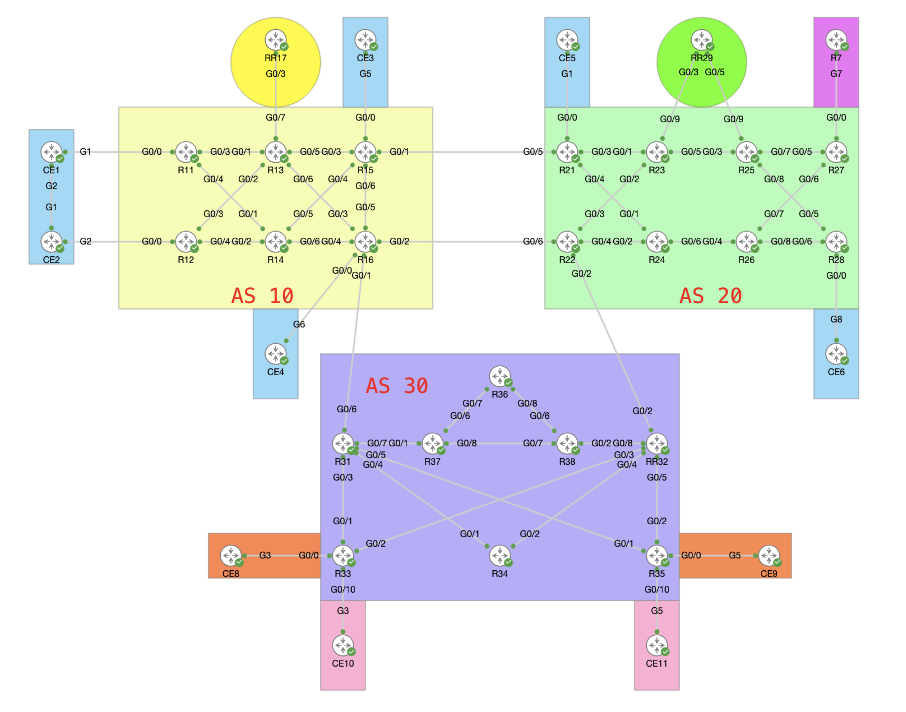 RR17
G0/3
CE3
G5
CE5
G1
RR29
G0/3 G0/5
R7
G7
G0/7
G0/0
G0/0
G0/9
G0/9
G0/0
CE1
G1
G0/0
R11
G0/3 G0/1
R13
G0/5 G0/3
R15
G0/1
G0/5
R21
G0/3 G0/1
R23
G0/5 G0/3
R25
G0/7 G0/5
R27
G2
G0/4
G0/2
G0/6
G0/4
G0/6
G0/4
G0/2
G0/8
G0/6
G1
G0/3
G0/1
G0/5
G0/3
G0/5
G0/3
G0/1
G0/7
G0/5
CE2
G2
G0/0
R12
G0/4 G0/2
R14
G0/6 G0/4
R16
G0/2
G0/6
R22
G0/4 G0/2
R24
G0/6 G0/4
R26
G0/8 G0/6
R28
G0/0
G0/1
G0/2
G0/0
AS 10
AS 20
G6
CE4
G8
CE6
AS 30
R36
G0/7
G0/8
G0/6
G0/6
G0/6
G0/2
R31
G0/7 G0/1
R37
G0/8
G0/7
R38
G0/2 G0/8
RR32
G0/5
G0/4
G0/3
G0/4
G0/3
G0/5
G0/1
G0/2
G0/1
G0/2
G0/1
G0/2
CE8
G3
G0/0
R33
R34
R35
G0/0
G5
CE9
G0/10
G0/10
G3
G5
CE10
CE11